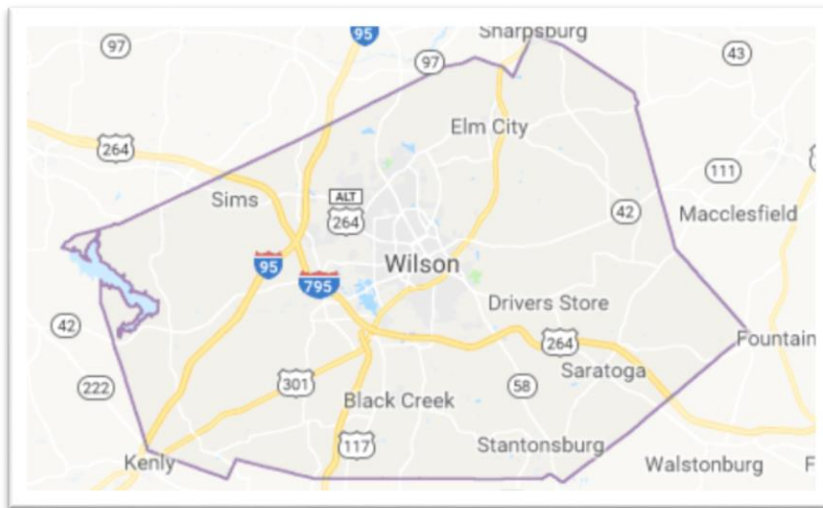 95
Sharpsburg
97
97
43
Elm City
264
111
Sims
ALT
264
42
Macclesfield
95
Wilson
795
Drivers Store
42
264
Fountain
Saratoga
222
301
58
Black Creek
117
Stantonsburg
Kenly
Walstonburg
F